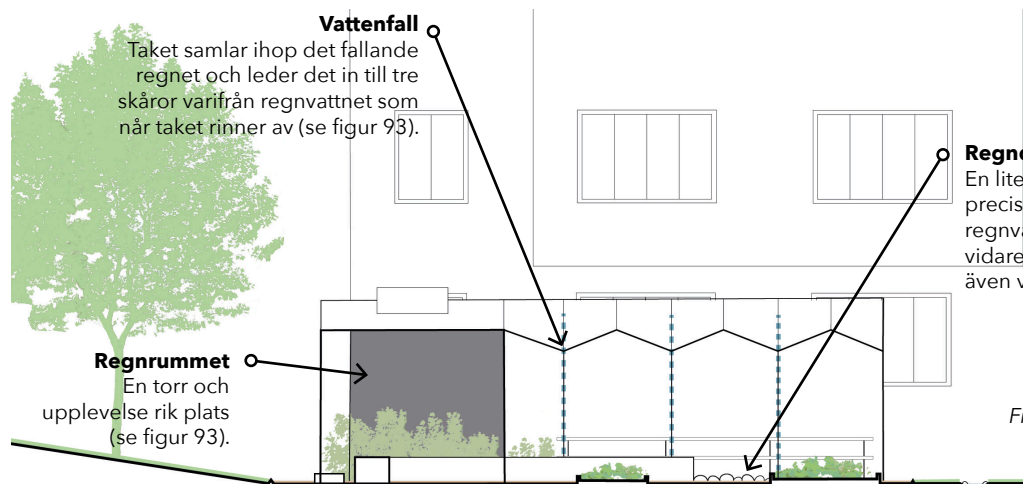 Vattenfall
Taket samlar ihop det fallande
regnet och leder det in till tre
skåror varifrån regnvattnet som
når taket rinner av (se figur 93).
En lite
precis
vidare
även v
Regnrummet
En torr och
upplevelse rik plats
(se figur 93).